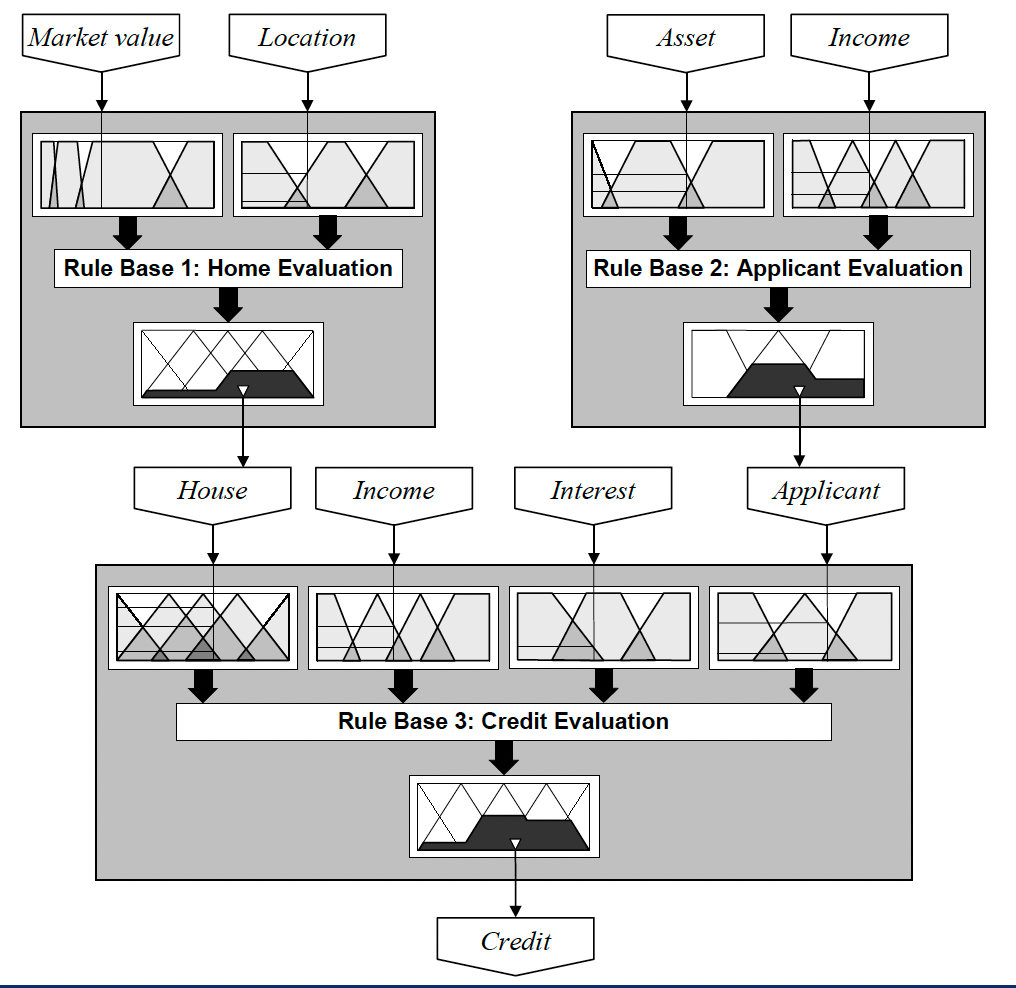 Market value
Location
Asset
Income
Rule Base 1: Home Evaluation
Rule Base 2: Applicant Evaluation
House
Income
Interest
Applicant
Rule Base 3: Credit Evaluation
Credit